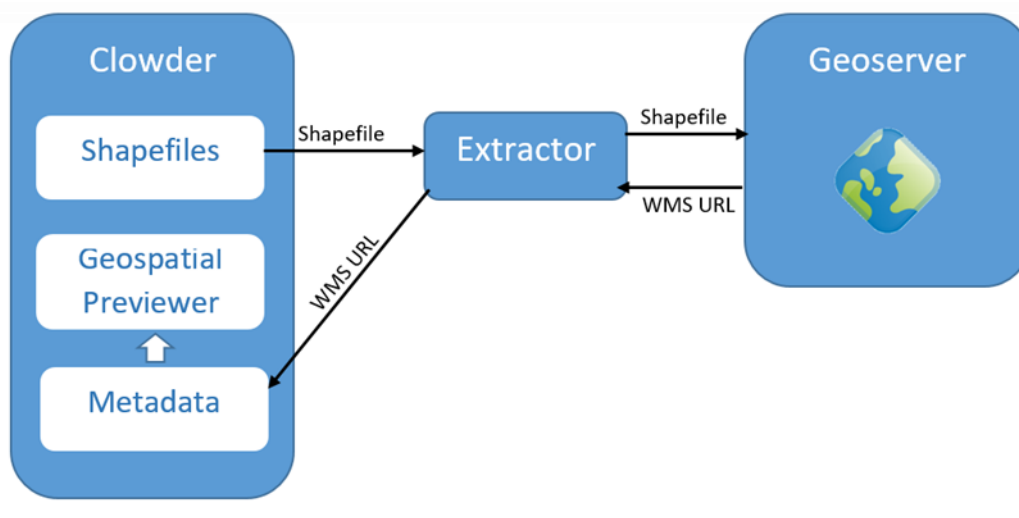 Clowder
Shapefiles
Geospatial
Previewer
Metadata
Shapefile
WMS URL
Extractor
Shapefile
WMS URL
Geoserver